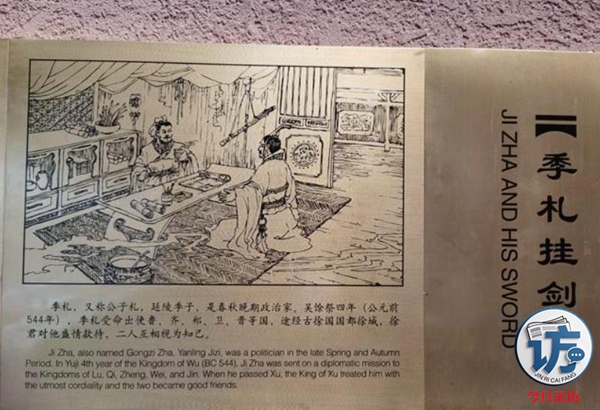 季札挂剑
JI ZHA AND HIS SWORD
季札，又称公子札，延陵季子，是春秋晚期政治家，吴馀祭四年（公元前
544年），季札受命出使鲁、齐、郑、卫、晋等国，途经古徐国国都徐城，徐
君对他盛情款待，二人互相视为知己。
Ji Zha, also named Gongzi Zha. Yanling Jizi, was a politician in the late Spring and Autumn
Period. In Yuji 4th year of the Kingdom of Wu (BC 544), Ji Zha was sent on a diplomatic mission to
the Kingdoms of Lu, Qi, Zheng, Wei, and Jin. When he passed Xu, the King of Xu treated him with
the utmost cordiality and the two became good friends.
访
JIN RI CAI FANG
今日采访